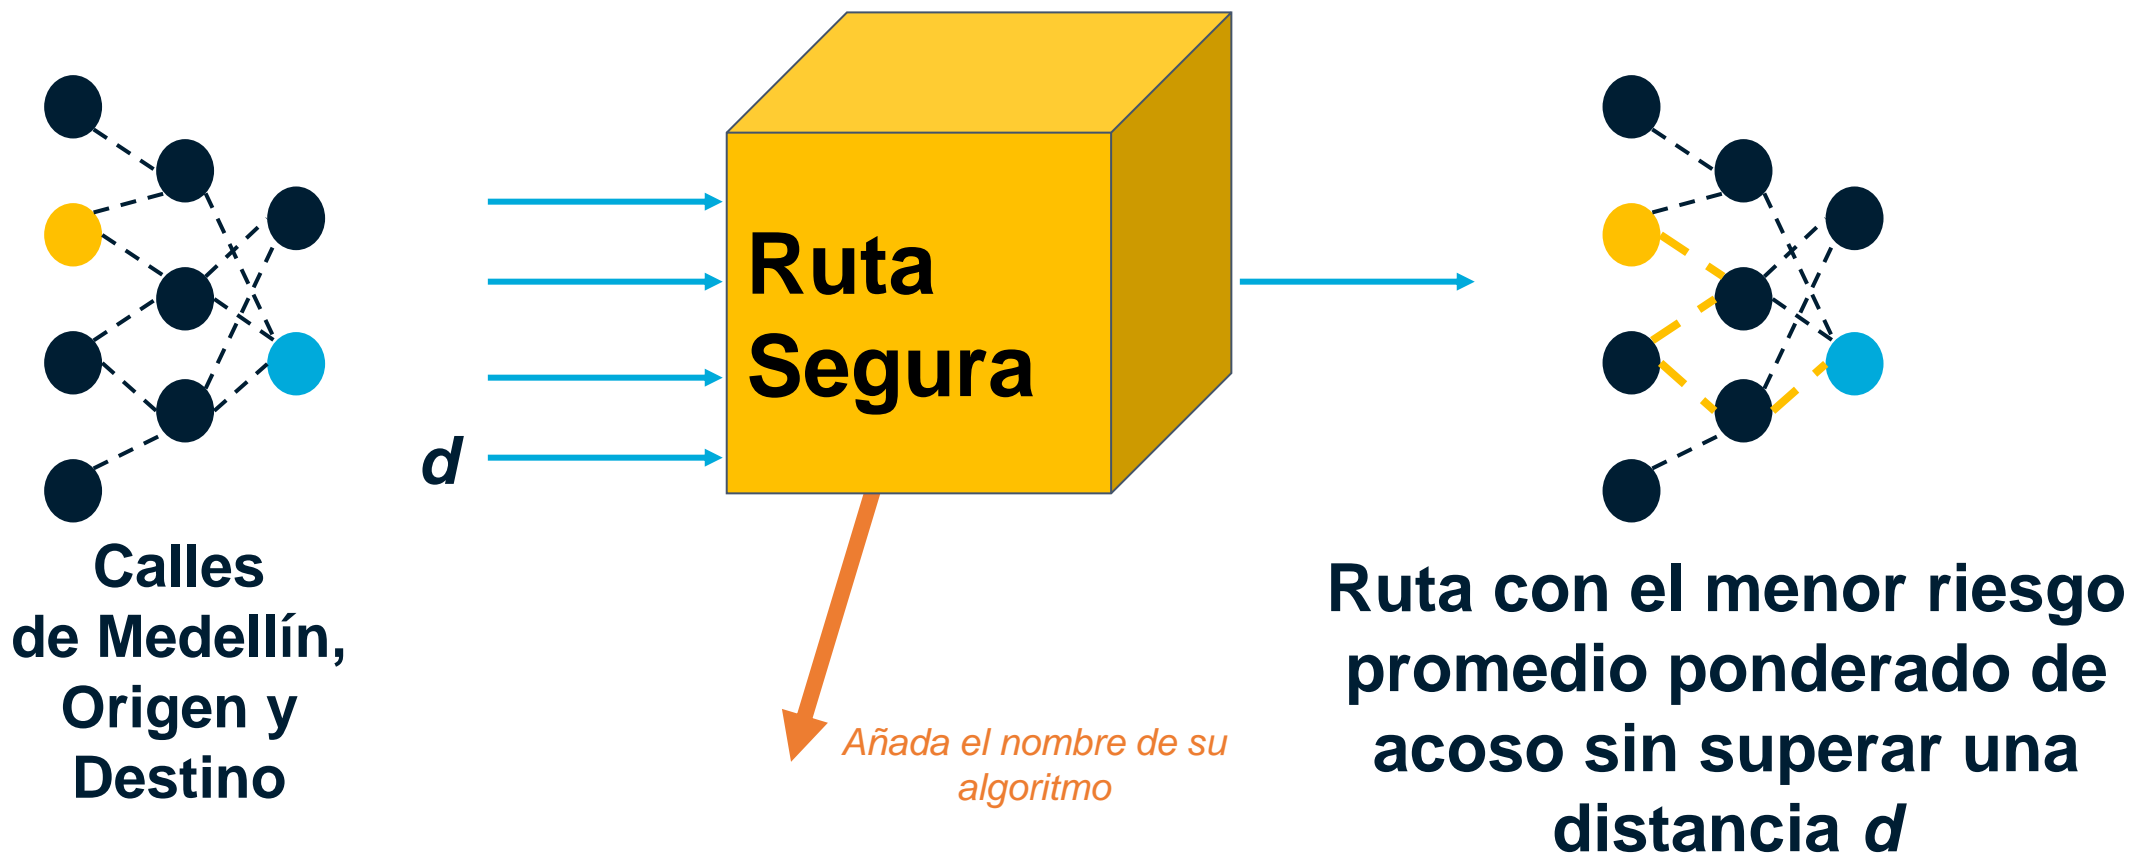 Ruta
Segura
d
Calles
de Medellín,
Origen y
Destino
Añada el nombre de su
algoritmo
Ruta con el menor riesgo
promedio ponderado de
acoso sin superar una
distancia d